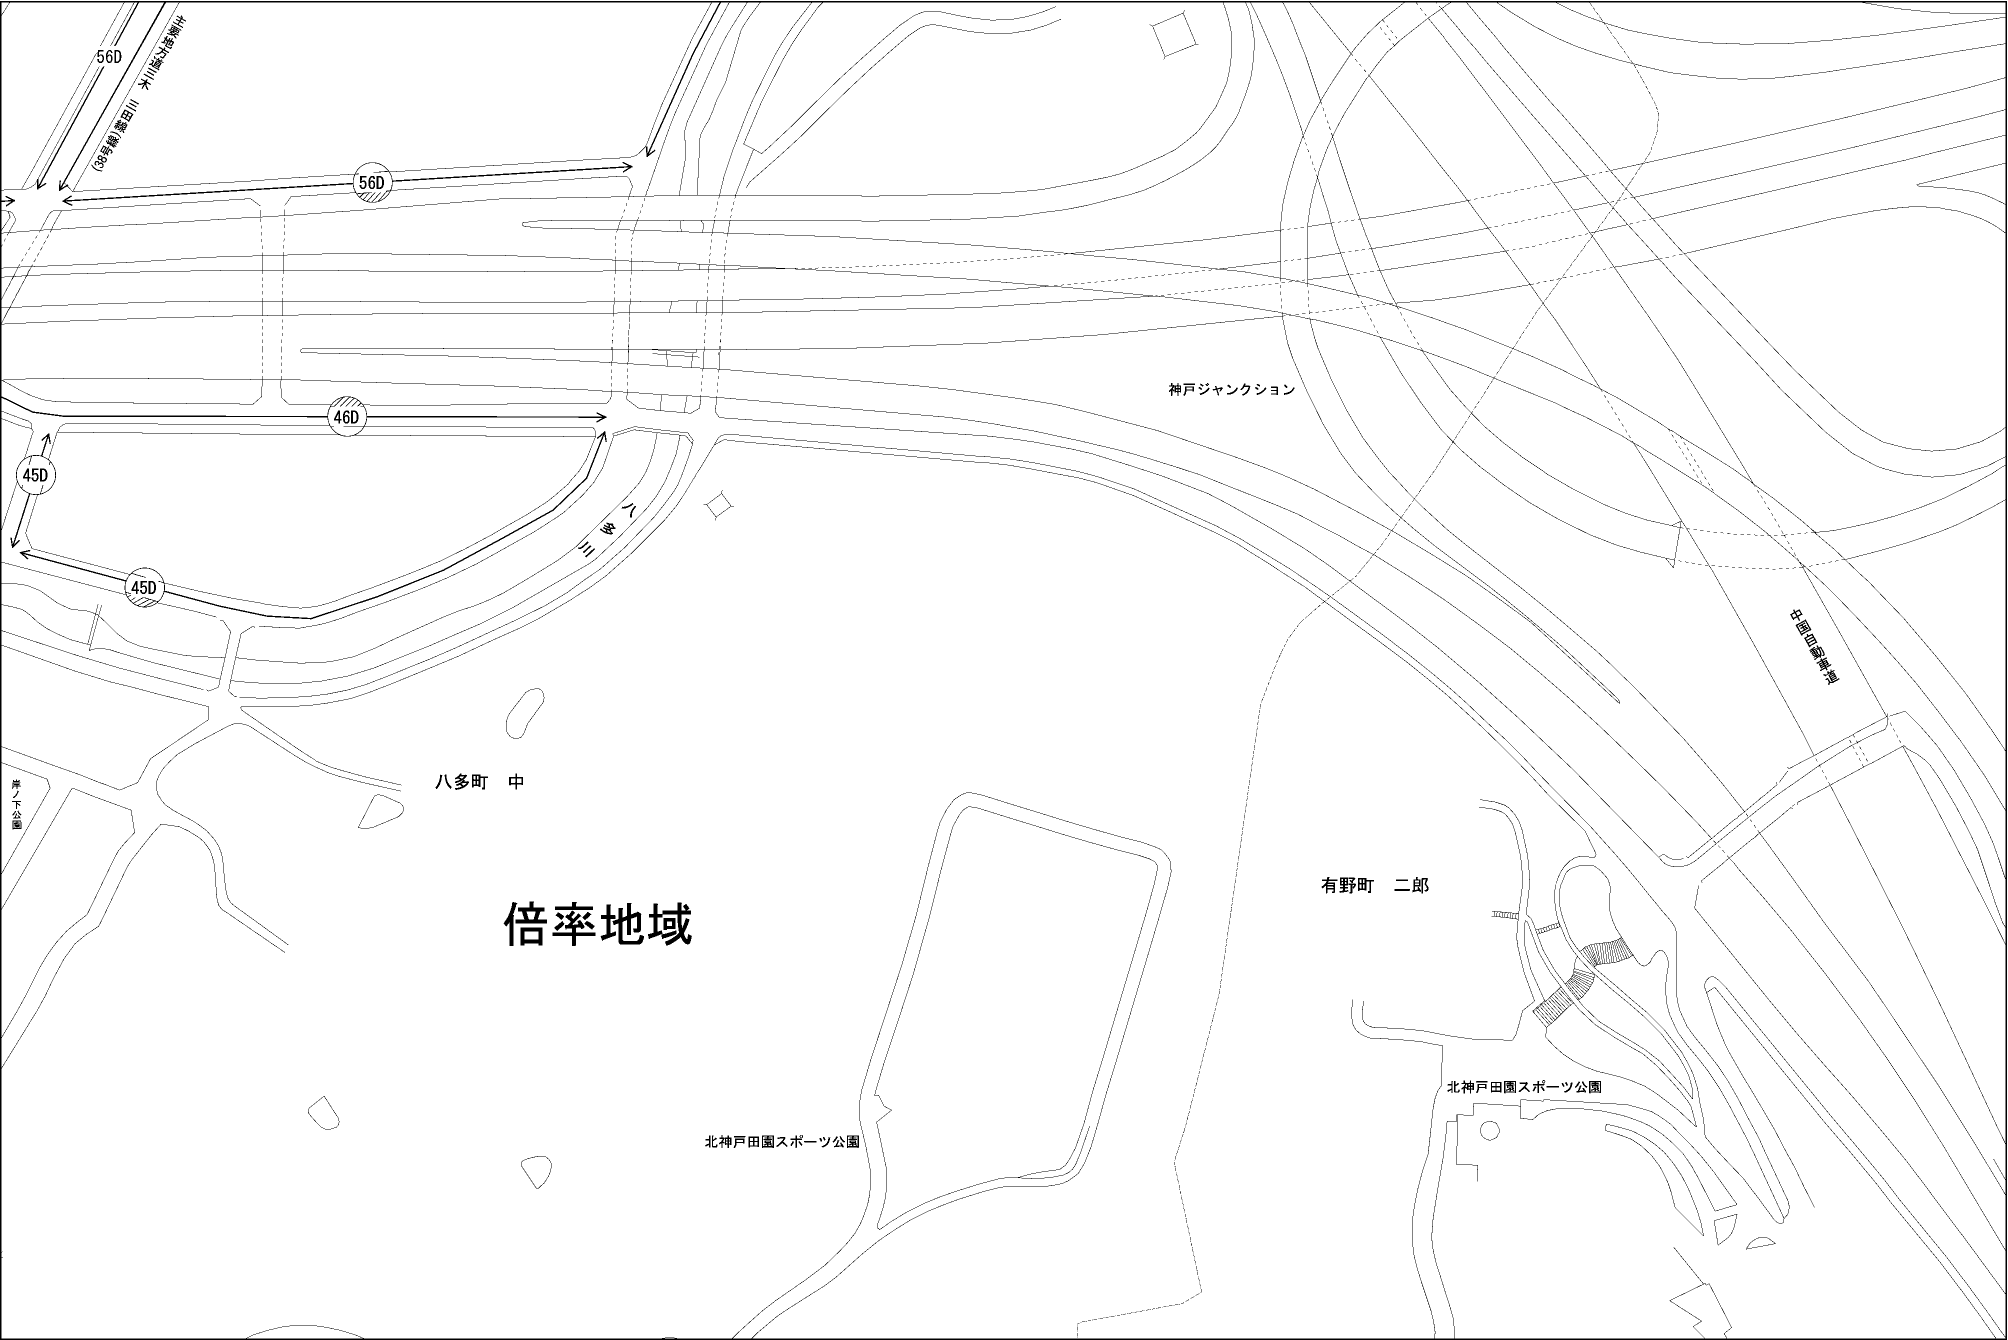 56D
主要地方道三木　三田線
(38号線)
56D
神戸ジャンクション
46D
45D
八多川
45D
中国自動車道
八多町　中
岸ノ下公園
有野町　二郎
倍率地域
北神戸田園スポーツ公園
北神戸田園スポーツ公園